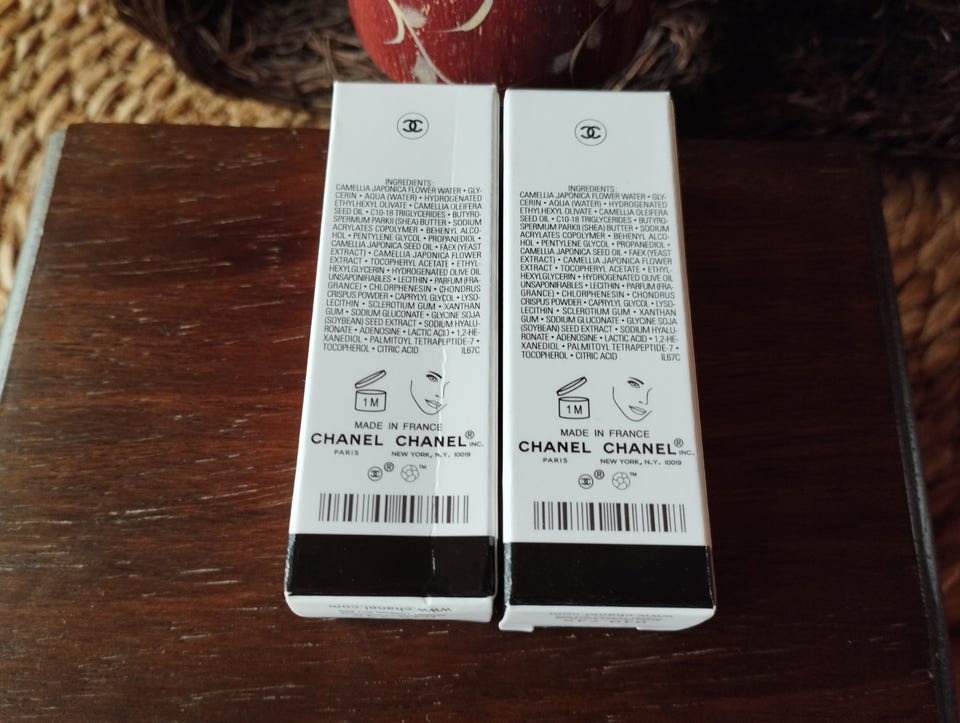 INGREDIENTS:
CAMELLIA JAPONICA FLOWER WATER • GLY-
CERIN • AQUA (WATER) • HYDROGENATED
ETHYLHEXYL OLIVATE • CAMELLIA OLEIFERA
SEED OIL • C10-18 TRIGLYCERIDES • BUTYRO-
SPERMUM PARKII (SHEA) BUTTER • SODIUM
ACRYLATES COPOLYMER • BEHENYL ALCO-
HOL • PENTYLENE GLYCOL • PROPANEDIOL •
CAMELLIA JAPONICA SEED OIL • FAEX (YEAST
EXTRACT) • CAMELLIA JAPONICA FLOWER
EXTRACT • TOCOPHERYL ACETATE • ETHYL-
HEXYLGLYCERIN • HYDROGENATED OLIVE OIL
UNSAPONIFIABLES • LECITHIN • PARFUM (FRA-
GRANCE) • CHLORPHENESIN • CHONDRUS
CRISPUS POWDER • CAPRYLYL GLYCOL • LYSO-
LECITHIN • SCLEROTIUM GUM • XANTHAN
GUM • SODIUM GLUCONATE • GLYCINE SOJA
(SOYBEAN) SEED EXTRACT • SODIUM HYALU-
RONATE • ADENOSINE • LACTIC ACID • 1,2-HE-
XANEDIOL • PALMITOYL TETRAPEPTIDE-7 •
TOCOPHEROL • CITRIC ACID IL67C
1M
MADE IN FRANCE
CHANEL CHANEL® INC.
PARIS NEW YORK, N.Y. 10019
® ™
www.chanel.com
INGREDIENTS:
CAMELLIA JAPONICA FLOWER WATER • GLY-
CERIN • AQUA (WATER) • HYDROGENATED
ETHYLHEXYL OLIVATE • CAMELLIA OLEIFERA
SEED OIL • C10-18 TRIGLYCERIDES • BUTYRO-
SPERMUM PARKII (SHEA) BUTTER • SODIUM
ACRYLATES COPOLYMER • BEHENYL ALCO-
HOL • PENTYLENE GLYCOL • PROPANEDIOL •
CAMELLIA JAPONICA SEED OIL • FAEX (YEAST
EXTRACT) • CAMELLIA JAPONICA FLOWER
EXTRACT • TOCOPHERYL ACETATE • ETHYL-
HEXYLGLYCERIN • HYDROGENATED OLIVE OIL
UNSAPONIFIABLES • LECITHIN • PARFUM (FRA-
GRANCE) • CHLORPHENESIN • CHONDRUS
CRISPUS POWDER • CAPRYLYL GLYCOL • LYSO-
LECITHIN • SCLEROTIUM GUM • XANTHAN
GUM • SODIUM GLUCONATE • GLYCINE SOJA
(SOYBEAN) SEED EXTRACT • SODIUM HYALU-
RONATE • ADENOSINE • LACTIC ACID • 1,2-HE-
XANEDIOL • PALMITOYL TETRAPEPTIDE-7 •
TOCOPHEROL • CITRIC ACID IL67C
1M
MADE IN FRANCE
CHANEL CHANEL® INC.
PARIS NEW YORK, N.Y. 10019
® ™
www.chanel.com